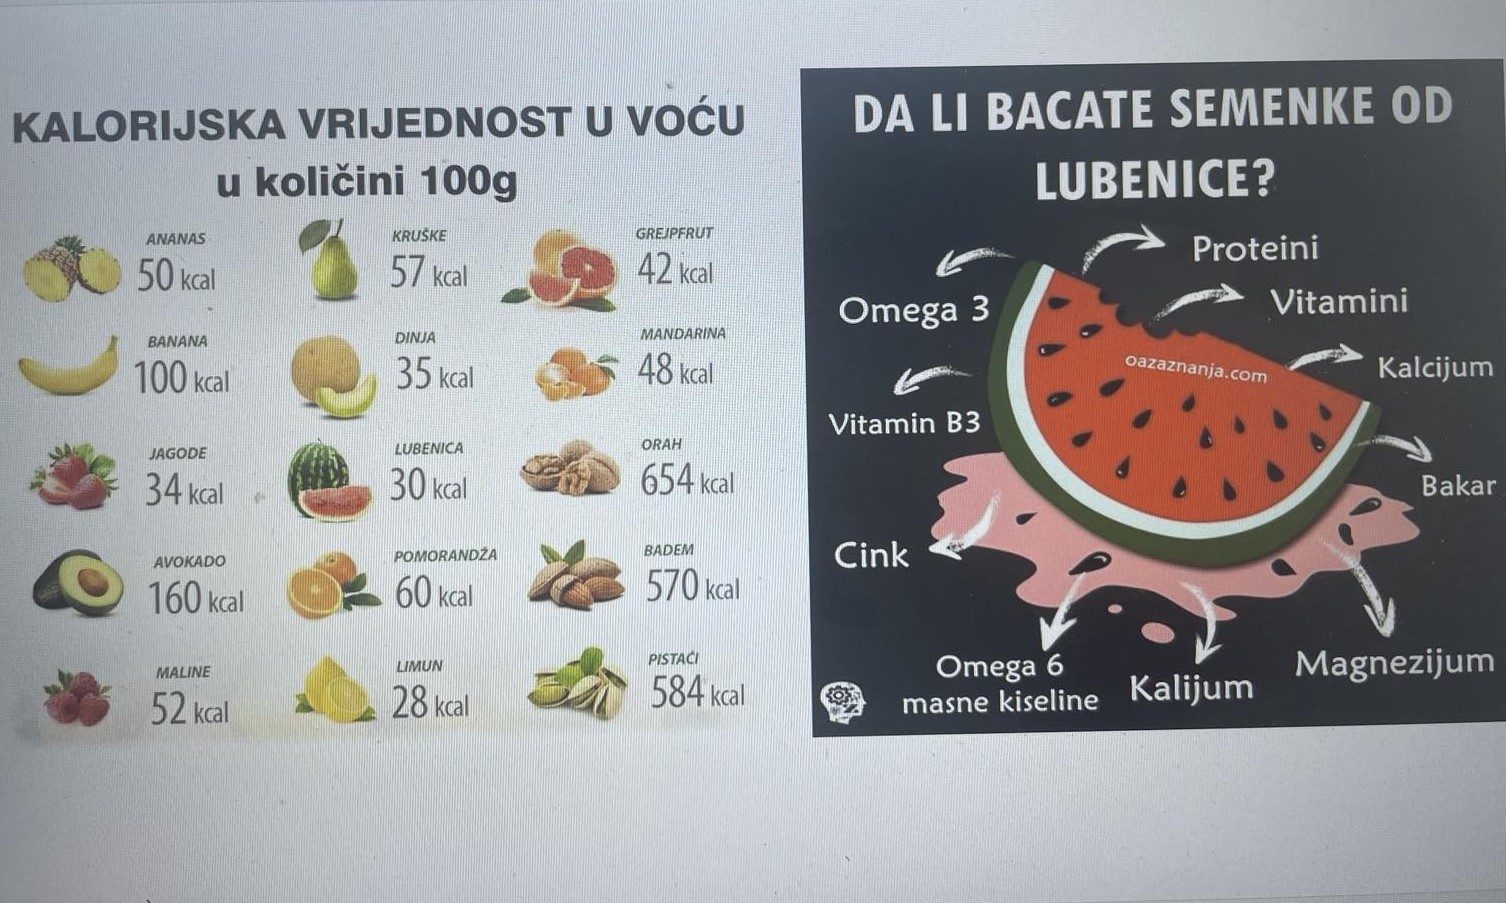 KALORIJSKA VRIJEDNOST U VOĆU
u količini 100g
ANANAS
50 kcal
KRUŠKE
57 kcal
GREJPFRUT
42 kcal
BANANA
100 kcal
DINJA
35 kcal
MANDARINA
48 kcal
JAGODE
34 kcal
LUBENICA
30 kcal
ORAH
654 kcal
AVOKADO
160 kcal
POMORANDŽA
60 kcal
BADEM
570 kcal
MALINE
52 kcal
LIMUN
28 kcal
PISTAĆI
584 kcal
DA LI BACATE SEMENKE OD
LUBENICE?
Proteini
Omega 3
Vitamini
oazaznanja.com
Kalcijum
Vitamin B3
Bakar
Cink
Omega 6
masne kiseline
Kalijum
Magnezijum